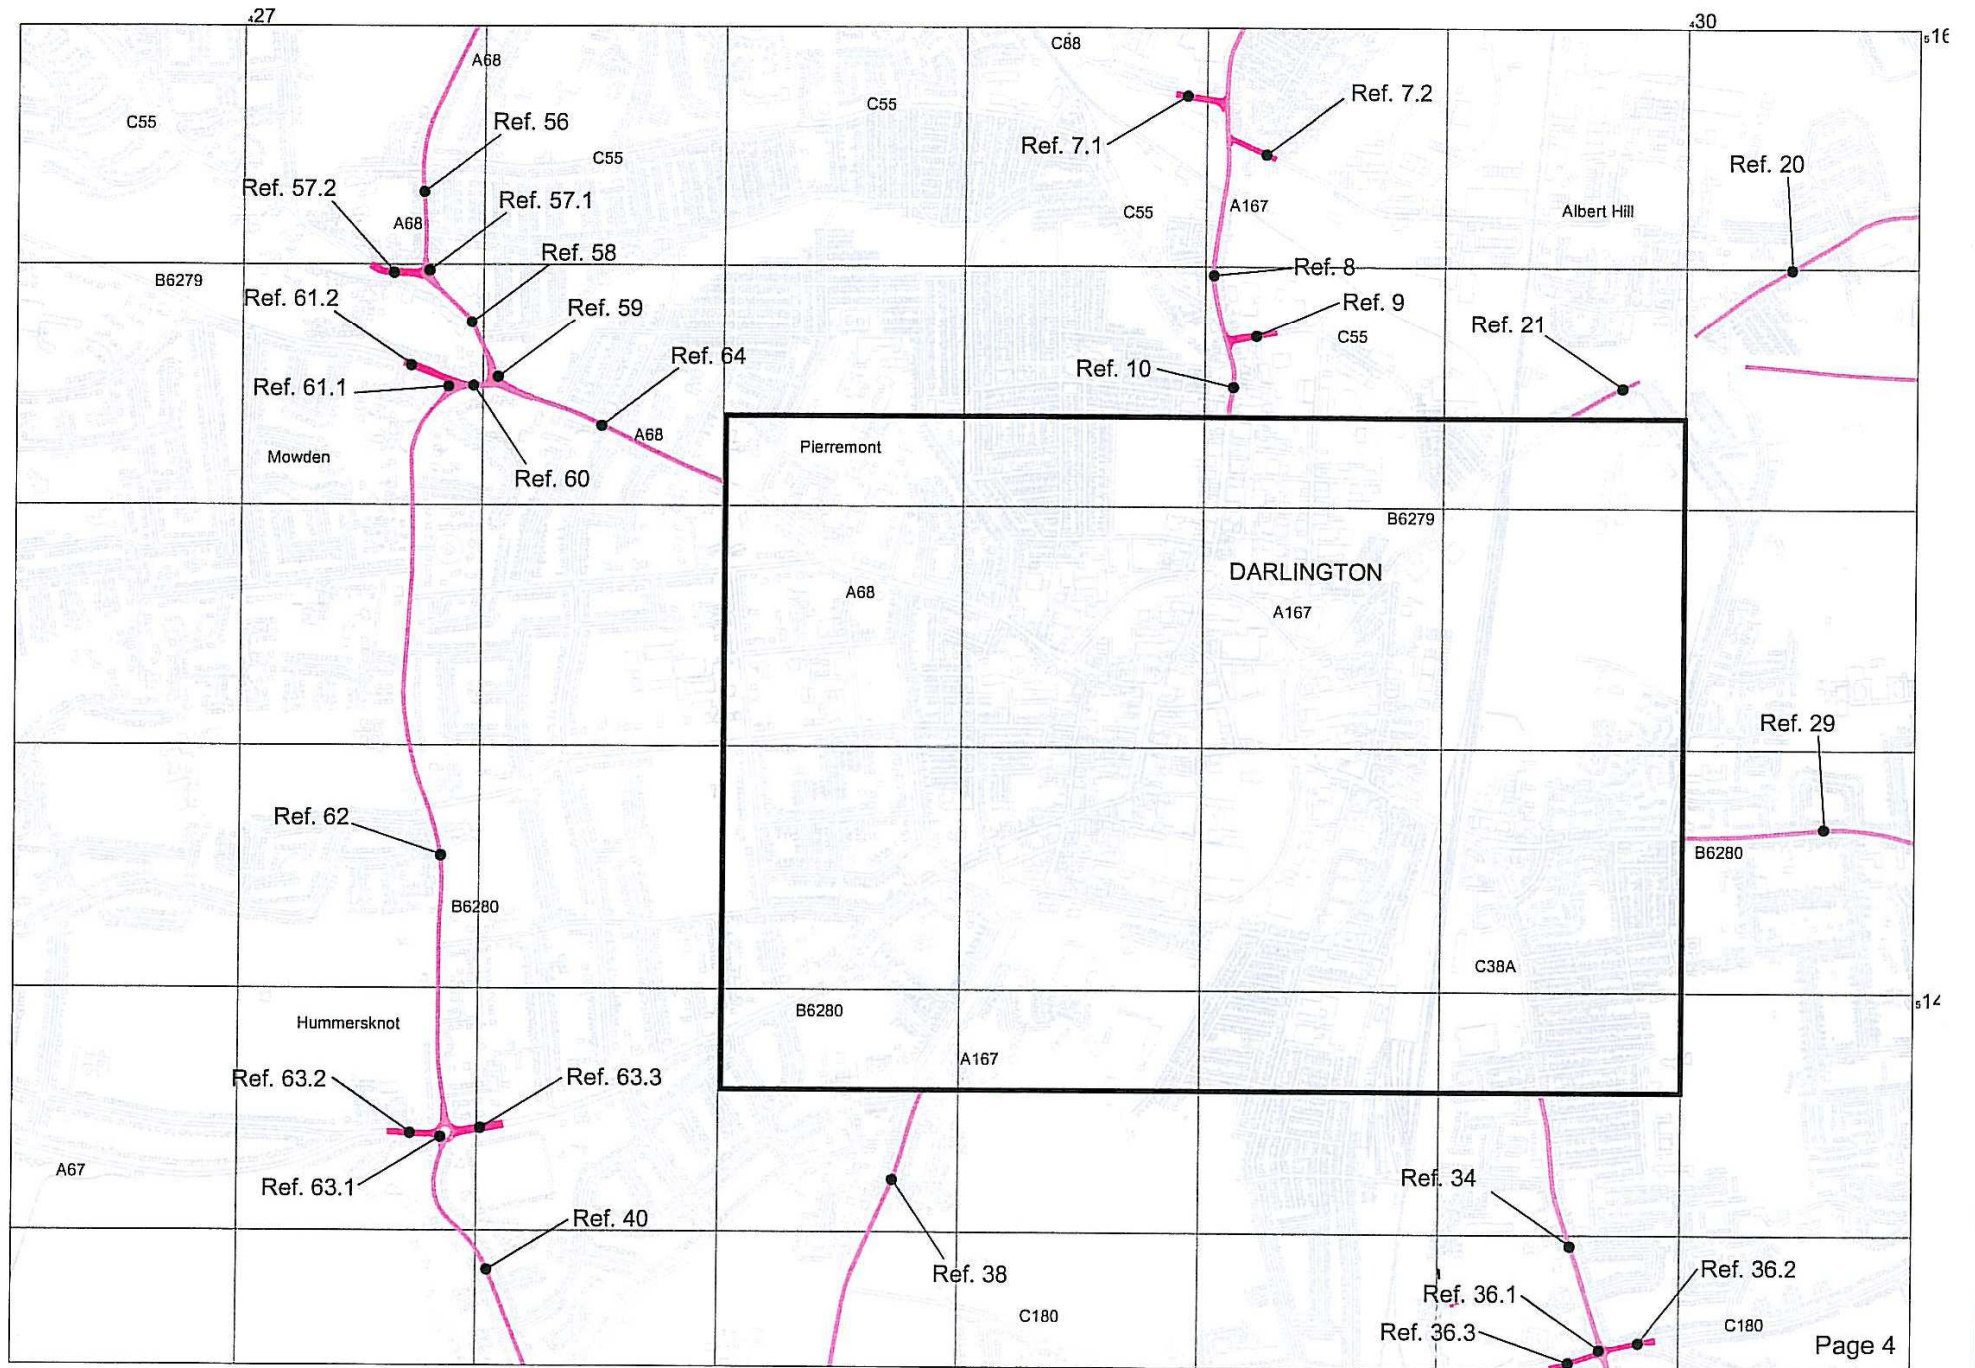 427
430
516
A68
C88
C55
C55
Ref. 7.2
Ref. 56
Ref. 7.1
C55
Ref. 20
Ref. 57.2
Ref. 57.1
A68
C55
A167
Albert Hill
Ref. 58
Ref. 8
B6279
Ref. 61.2
Ref. 59
Ref. 9
C55
Ref. 21
Ref. 64
Ref. 10
Ref. 61.1
A68
Pierremont
Mowden
Ref. 60
B6279
DARLINGTON
A68
A167
Ref. 29
Ref. 62
B6280
B6280
C38A
514
B6280
Hummersknot
A167
Ref. 63.2
Ref. 63.3
A67
Ref. 63.1
Ref. 34
Ref. 40
Ref. 38
Ref. 36.2
Ref. 36.1
C180
C180
Ref. 36.3
Page 4